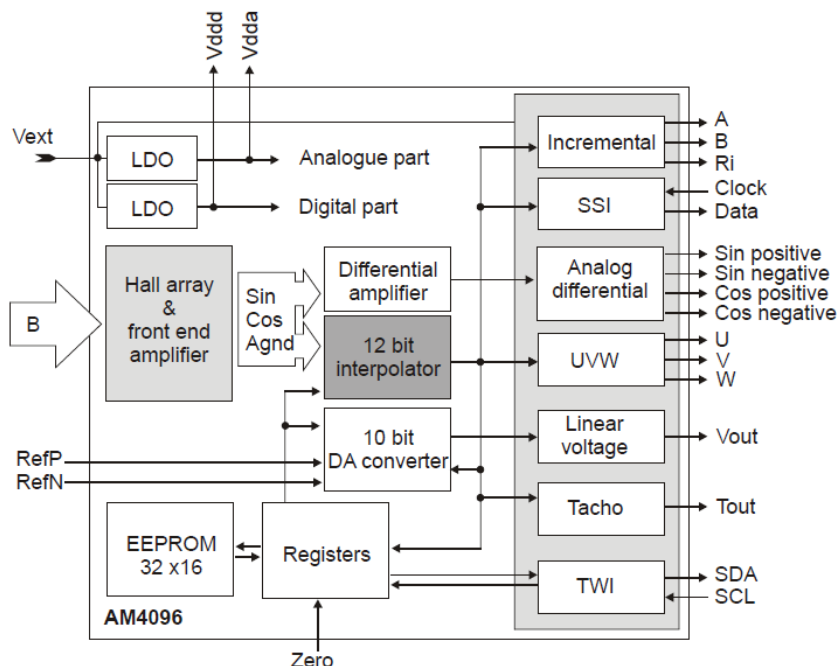 Vddd
Vdda
Vext
LDO
Analogue part
LDO
Digital part
Incremental
A
B
Ri
SSI
Clock
Data
B
Hall array
&
front end
amplifier
Sin
Cos
Agnd
Differential
amplifier
12 bit
interpolator
Analog
differential
Sin positive
Sin negative
Cos positive
Cos negative
UVW
U
V
W
RefP
RefN
10 bit
DA converter
Linear
voltage
Vout
Tacho
Tout
EEPROM
32 x16
Registers
TWI
SDA
SCL
AM4096
Zero